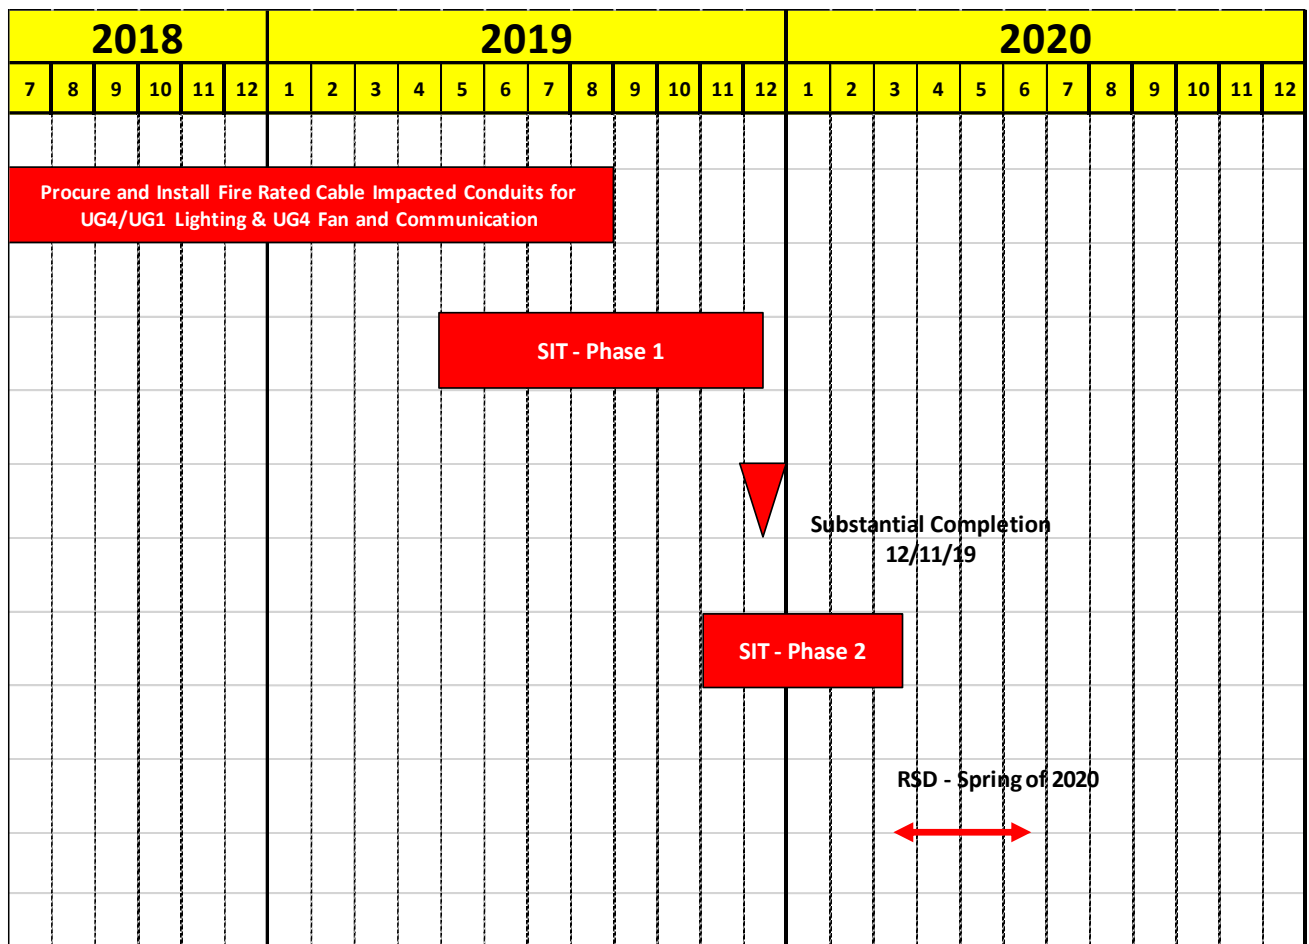 2018 2019 2020
7 8 9 10 11 12 1 2 3 4 5 6 7 8 9 10 11 12 1 2 3 4 5 6 7 8 9 10 11 12
Procure and Install Fire Rated Cable Impacted Conduits for
UG4/UG1 Lighting & UG4 Fan and Communication
SIT - Phase 1
Substantial Completion
12/11/19
SIT - Phase 2
RSD - Spring of 2020